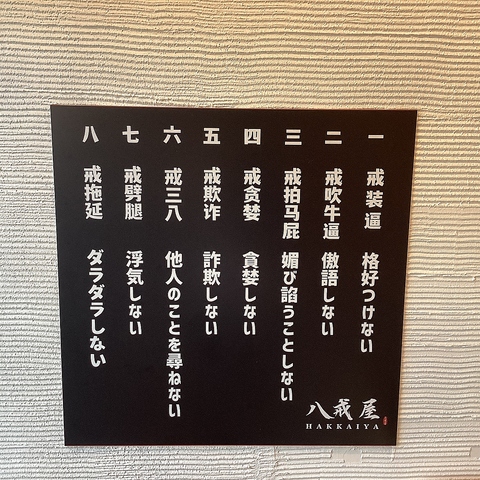 一 戒装逼 格好つけない
二 戒吹牛逼 傲語しない
三 戒拍马屁 媚び諂うことしない
四 戒贪婪 貪婪しない
五 戒欺诈 詐欺しない
六 戒三八 他人のことを尋ねない
七 戒劈腿 浮気しない
八 戒拖延 ダラダラしない
八戒屋
HAKKAIYA